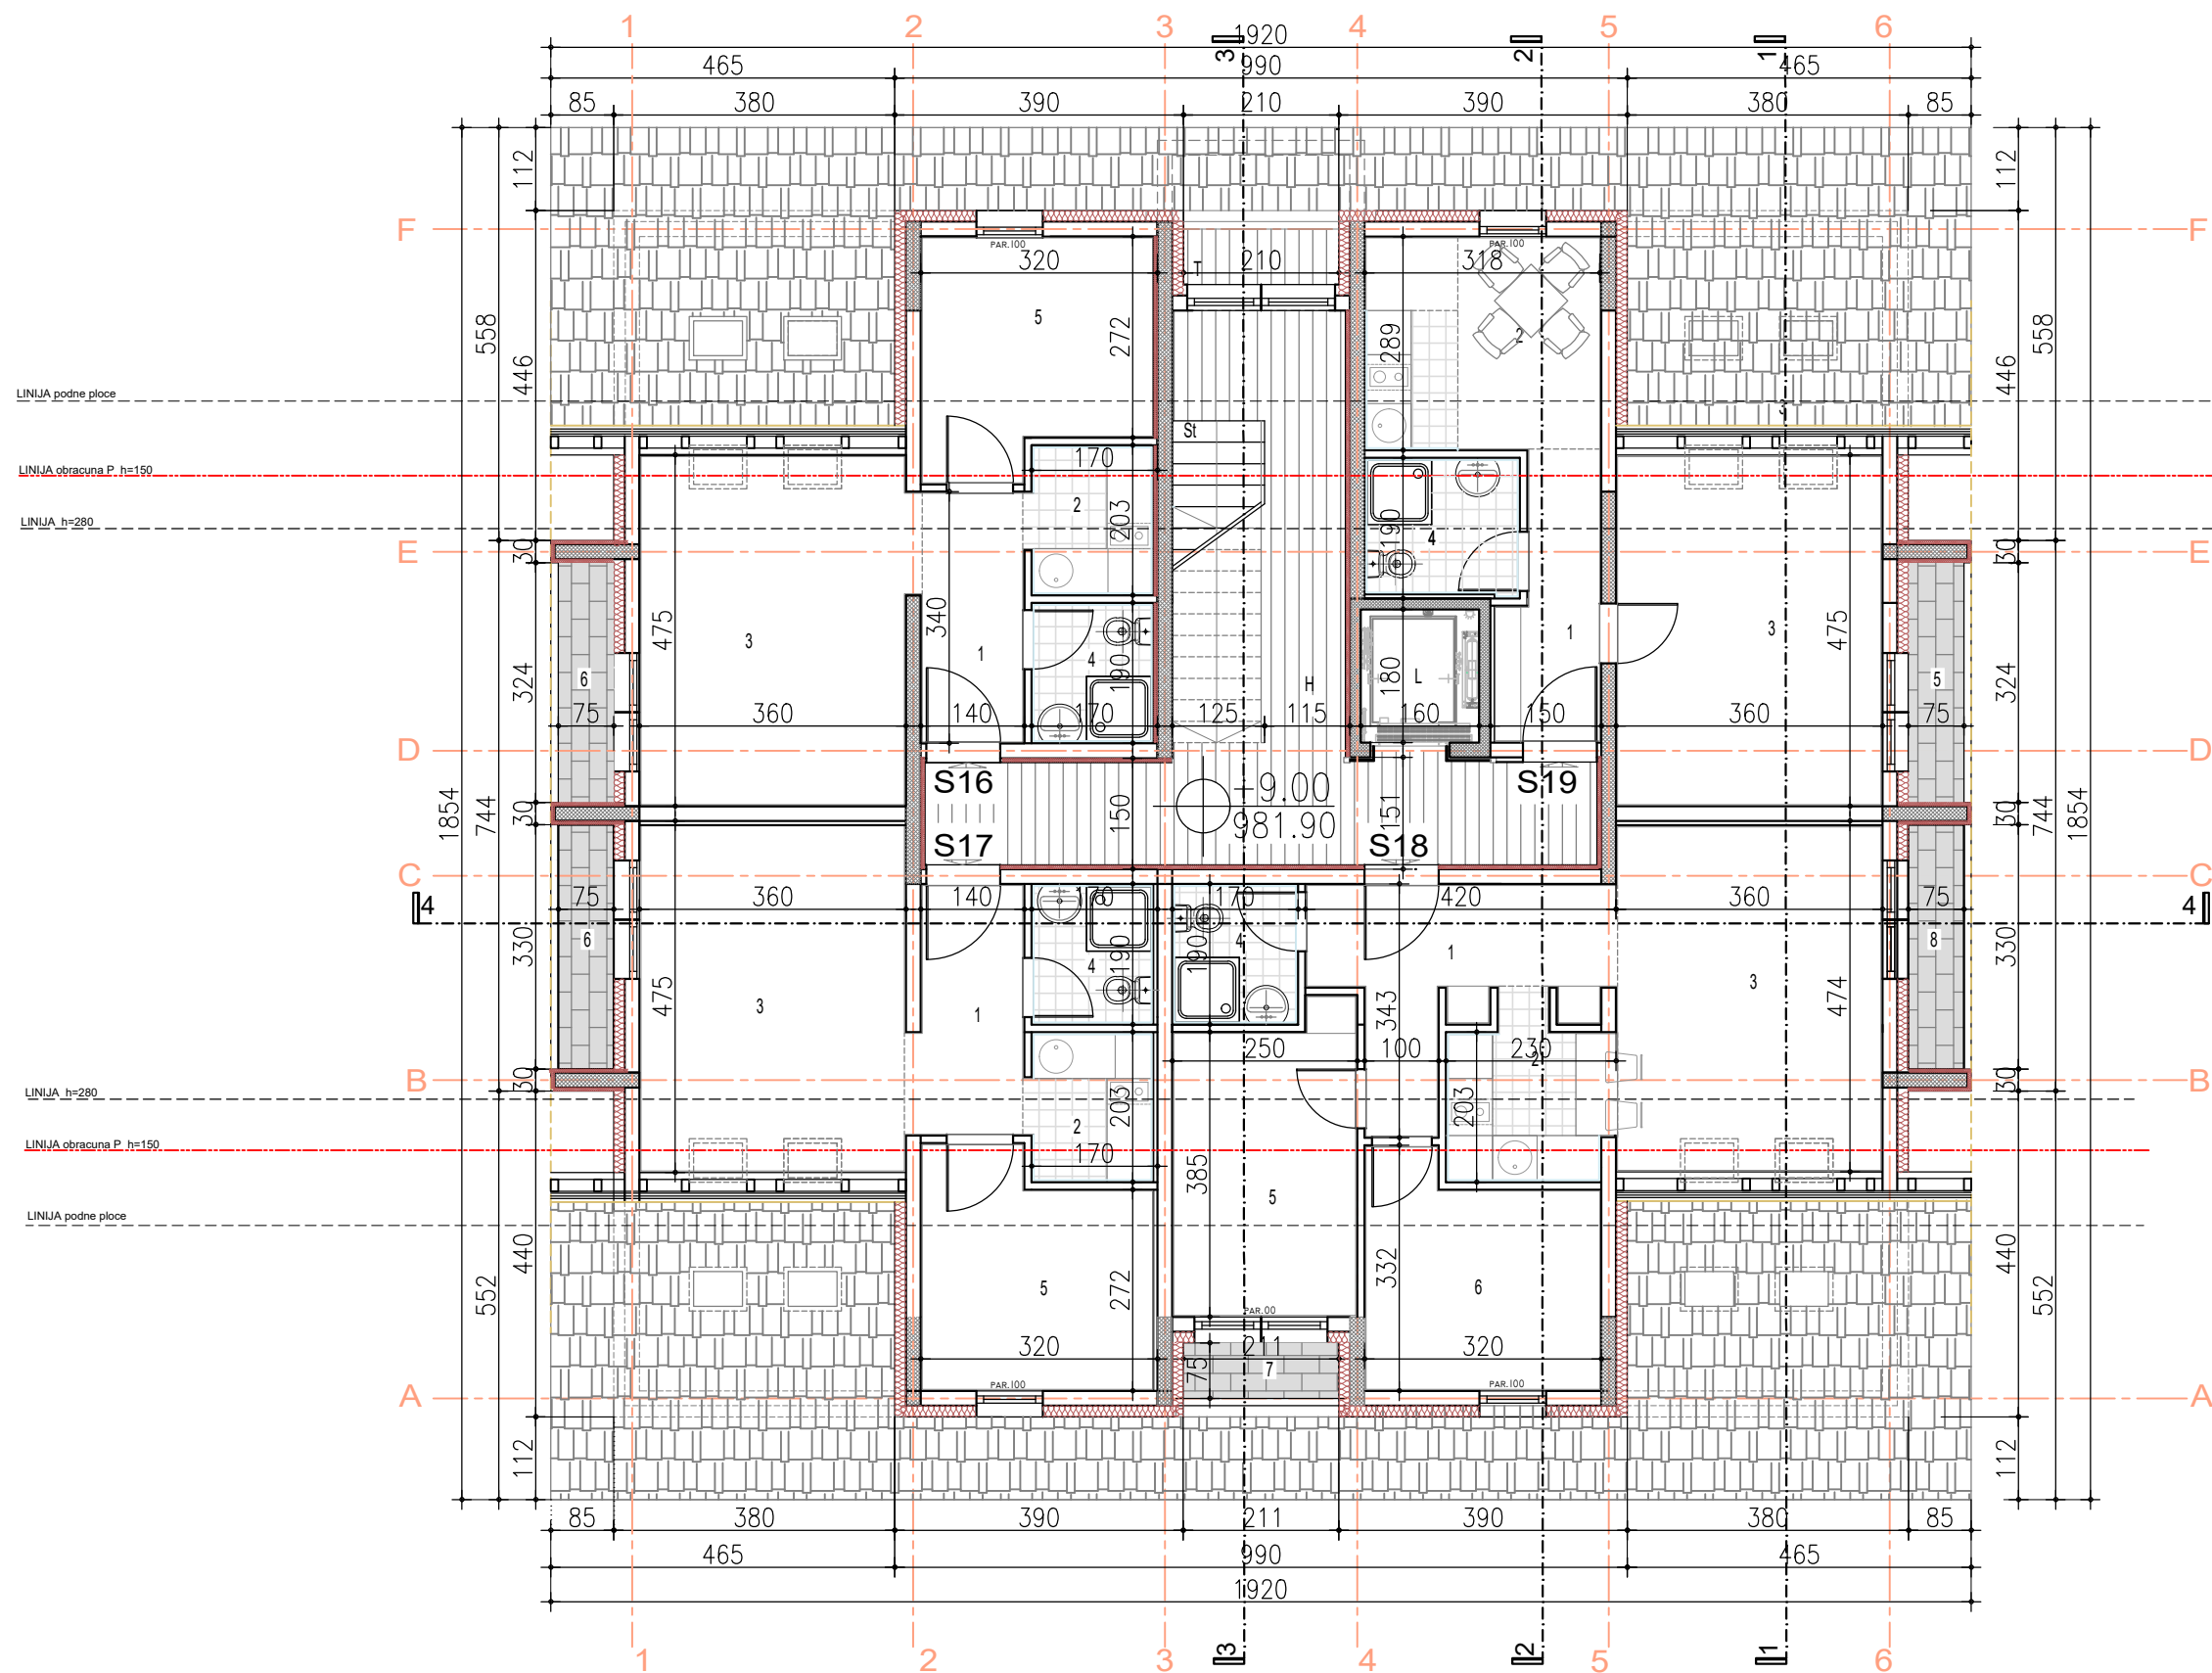 1 2 3 4 5 6
1920
3 2 1
465 990 465
85 380 390 210 390 380 85
112 112
F F
PAR.100 PAR.100
320 T 210 318
5 2
272 289
558 446 446 558
LINIJA podne ploce
3
St
170
LINIJA obracuna P h=150
2 203
LINIJA h=280
190 4
E 30 30 E
475 3 340 1 4 190 180 L H 1 3 475
324 6 5 324
75 360 140 170 125 115 160 150 360 75
D D
S16 S19
+9.00
981.90
1854 744 30 150 151 30 744 1854
S17 S18
C C
75 360 140 170 170 420 360 75
4 4
330 6 8 330
475 3 1 4 190 190 4 1 3 474
343
250 100 230
2
B 30 30 B
LINIJA h=280
203 203
2
LINIJA obracuna P h=150
170
385
5 5 6
LINIJA podne ploce
552 440 272 332 440 552
PAR.00
320 211 320
75 7
PAR.100 PAR.100
A A
112 112
85 380 390 211 390 380 85
465 990 465
1920
3 2 1
1 2 3 4 5 6